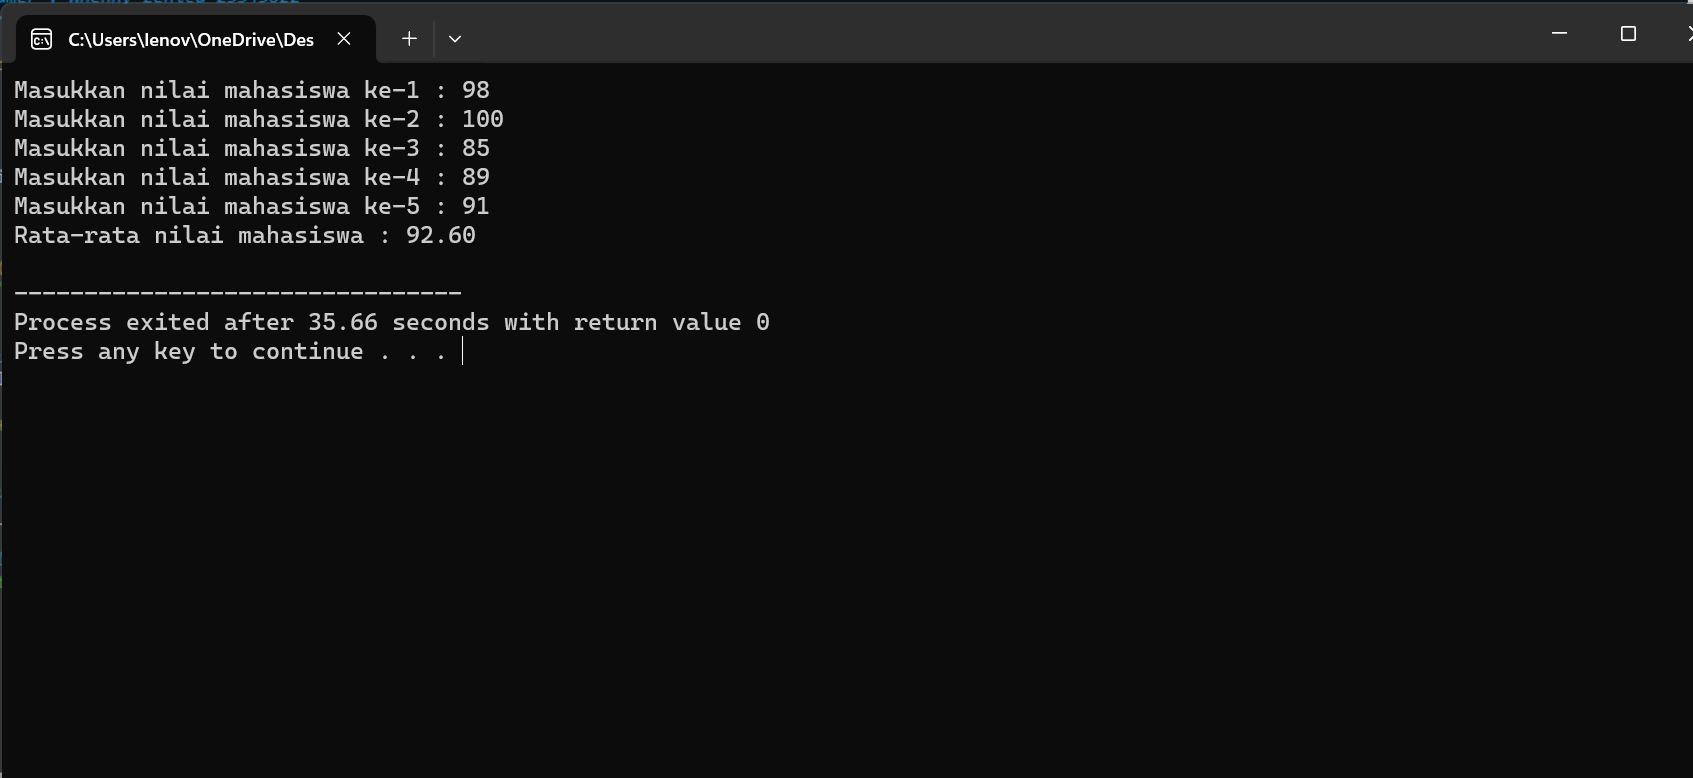 C:\Users\lenov\OneDrive\Des
Masukkan nilai mahasiswa ke-1 : 98
Masukkan nilai mahasiswa ke-2 : 100
Masukkan nilai mahasiswa ke-3 : 85
Masukkan nilai mahasiswa ke-4 : 89
Masukkan nilai mahasiswa ke-5 : 91
Rata-rata nilai mahasiswa : 92.60
--------------------------------
Process exited after 35.66 seconds with return value 0
Press any key to continue . . .